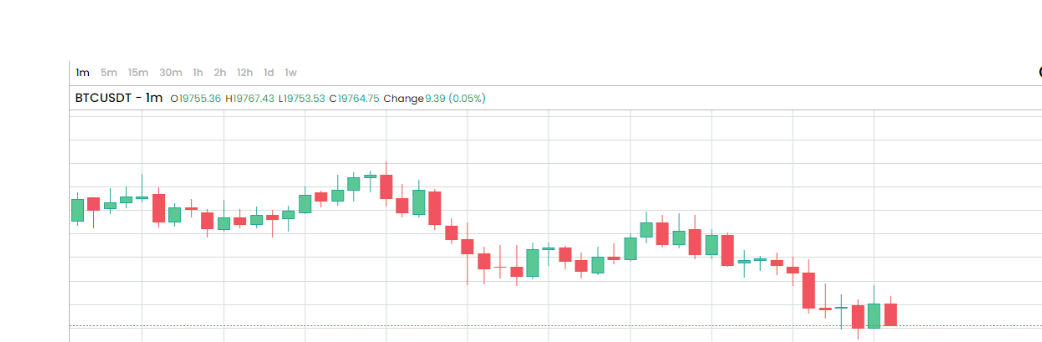 1m 5m 15m 30m 1h 2h 12h 1d 1w
BTCUSDT - 1m O19755.36 H19767.43 L19753.53 C19764.75 Change9.39 (0.05%)